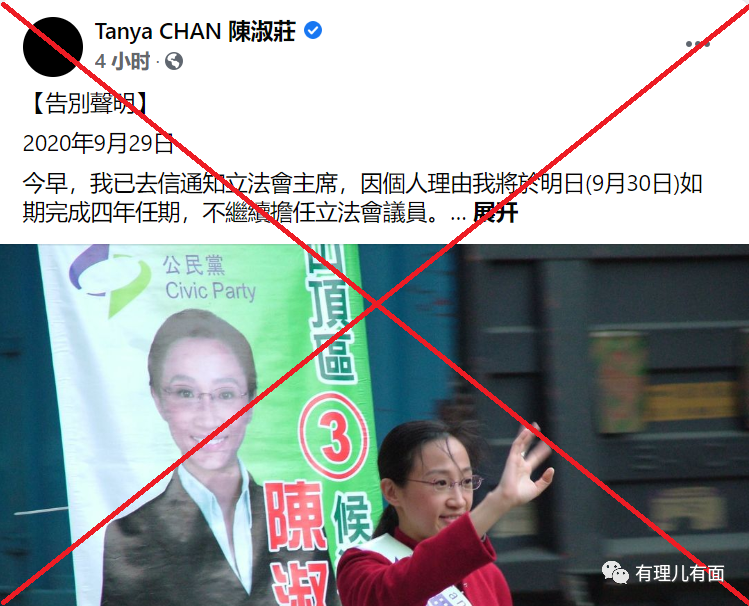 Tanya CHAN 陳淑莊
4 小时
【告別聲明】
2020年9月29日
今早，我已去信通知立法會主席，因個人理由我將於明日(9月30日)如
期完成四年任期，不繼續擔任立法會議員。... 展开
公民黨
Civic Party
頂區
3
候
陳淑
有理儿有面